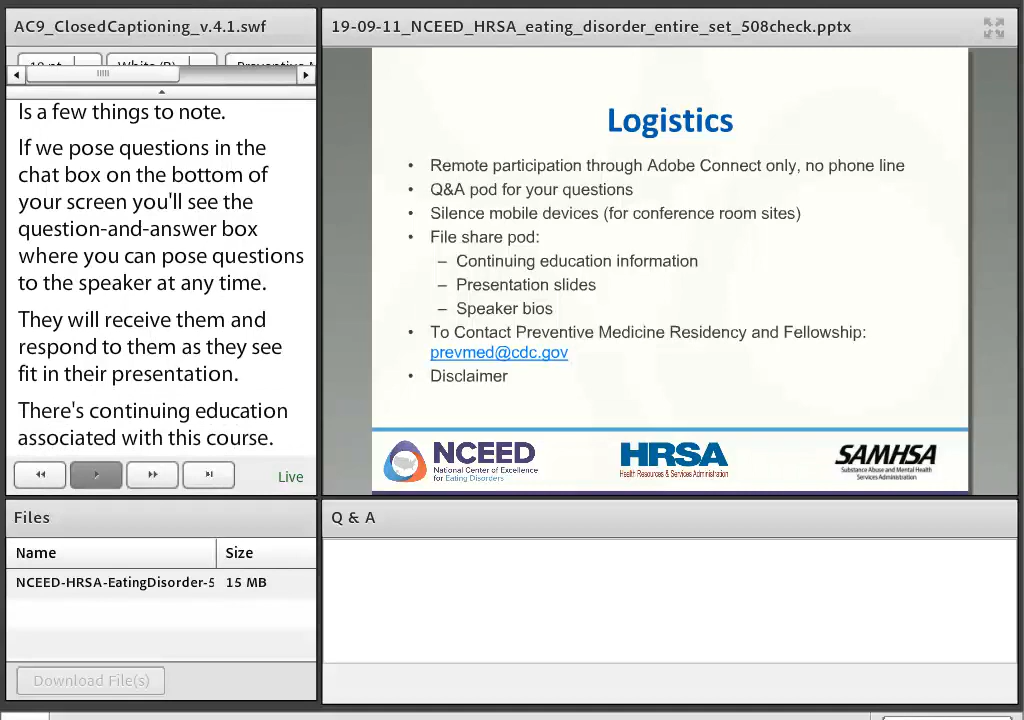 AC9_ClosedCaptioning_v.4.1.swf
Is a few things to note.
If we pose questions in the
chat box on the bottom of
your screen you'll see the
question-and-answer box
where you can pose questions
to the speaker at any time.
They will receive them and
respond to them as they see
fit in their presentation.
There's continuing education
associated with this course.
Live
Files
Name Size
NCEED-HRSA-EatingDisorder-5 15 MB
Download File(s)
19-09-11_NCEED_HRSA_eating_disorder_entire_set_508check.pptx
Logistics
• Remote participation through Adobe Connect only, no phone line
• Q&A pod for your questions
• Silence mobile devices (for conference room sites)
• File share pod:
– Continuing education information
– Presentation slides
– Speaker bios
• To Contact Preventive Medicine Residency and Fellowship:
prevmed@cdc.gov
• Disclaimer
NCEED
National Center of Excellence
for Eating Disorders
HRSA
Health Resources & Services Administration
SAMHSA
Substance Abuse and Mental Health
Services Administration
Q & A